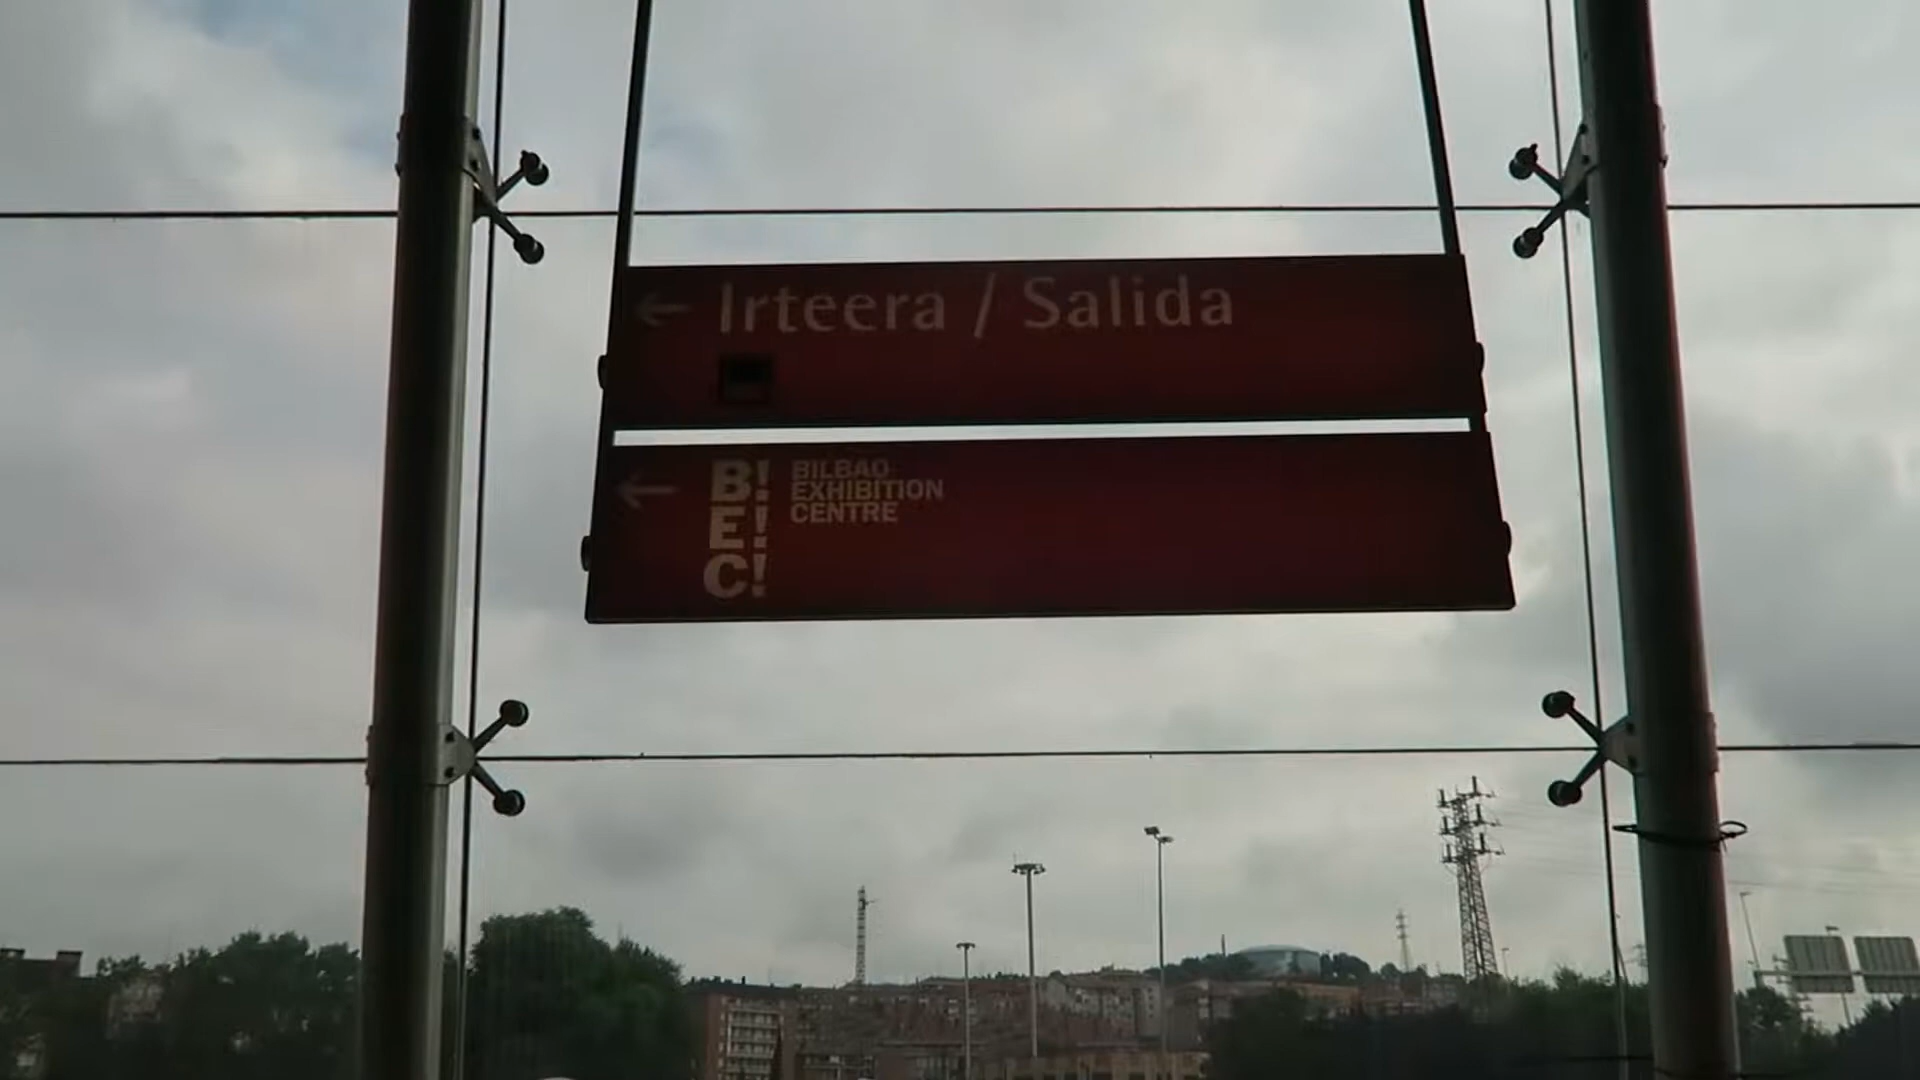 ← Irteera / Salida
← B! BILBAO
E!! EXHIBITION
C! CENTRE